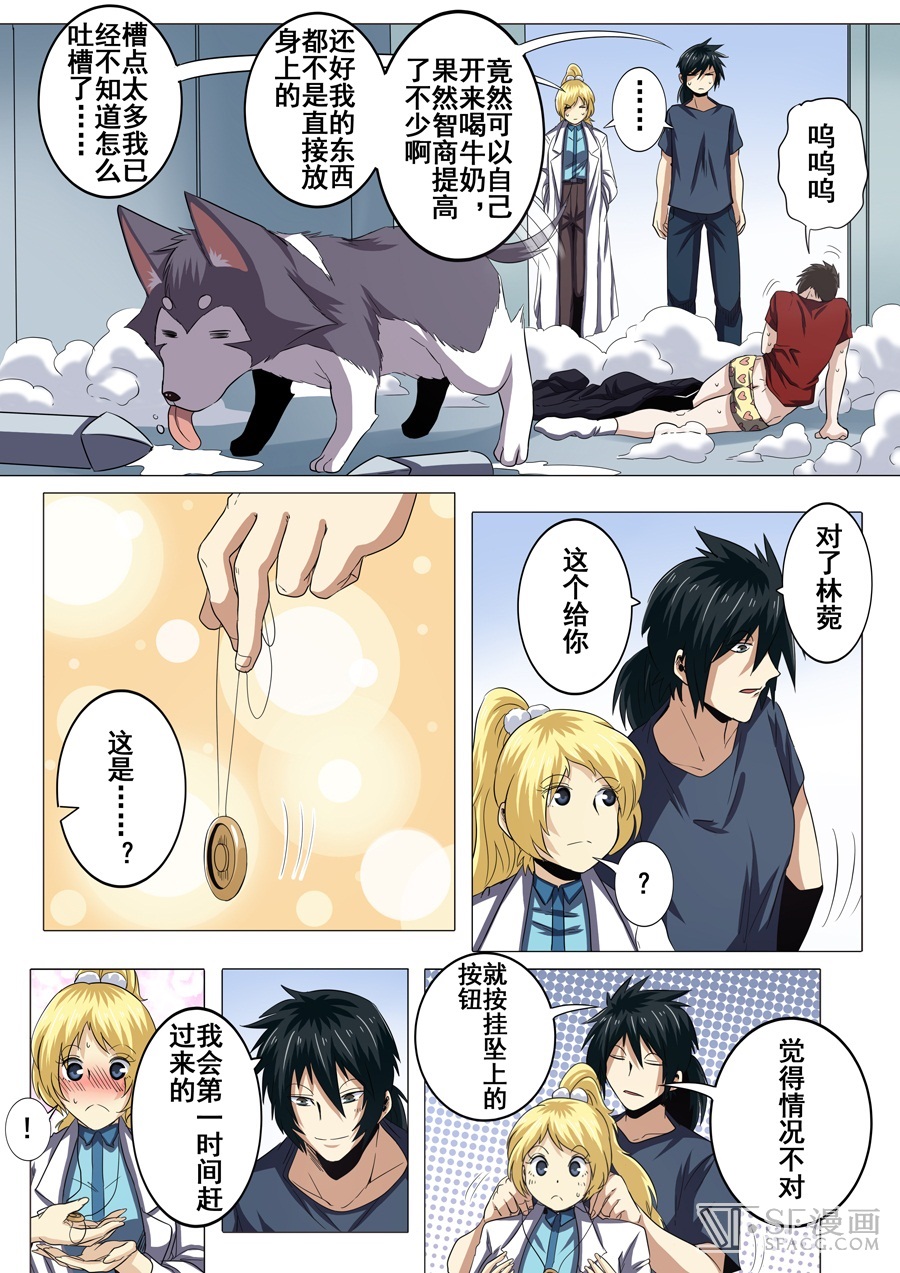 呜呜呜
……
竟然可以自己
开来喝牛奶，
果然智商提高
了不少啊
还好我的东西
都不是直接放
身上的
槽点太多我已
经不知道怎么
吐槽了……
对了林菀
这个给你
？
这是……？
觉得情况不对
就按挂坠上的
按钮
我会第一时间赶
过来的
！
SF漫画
SFACG.COM